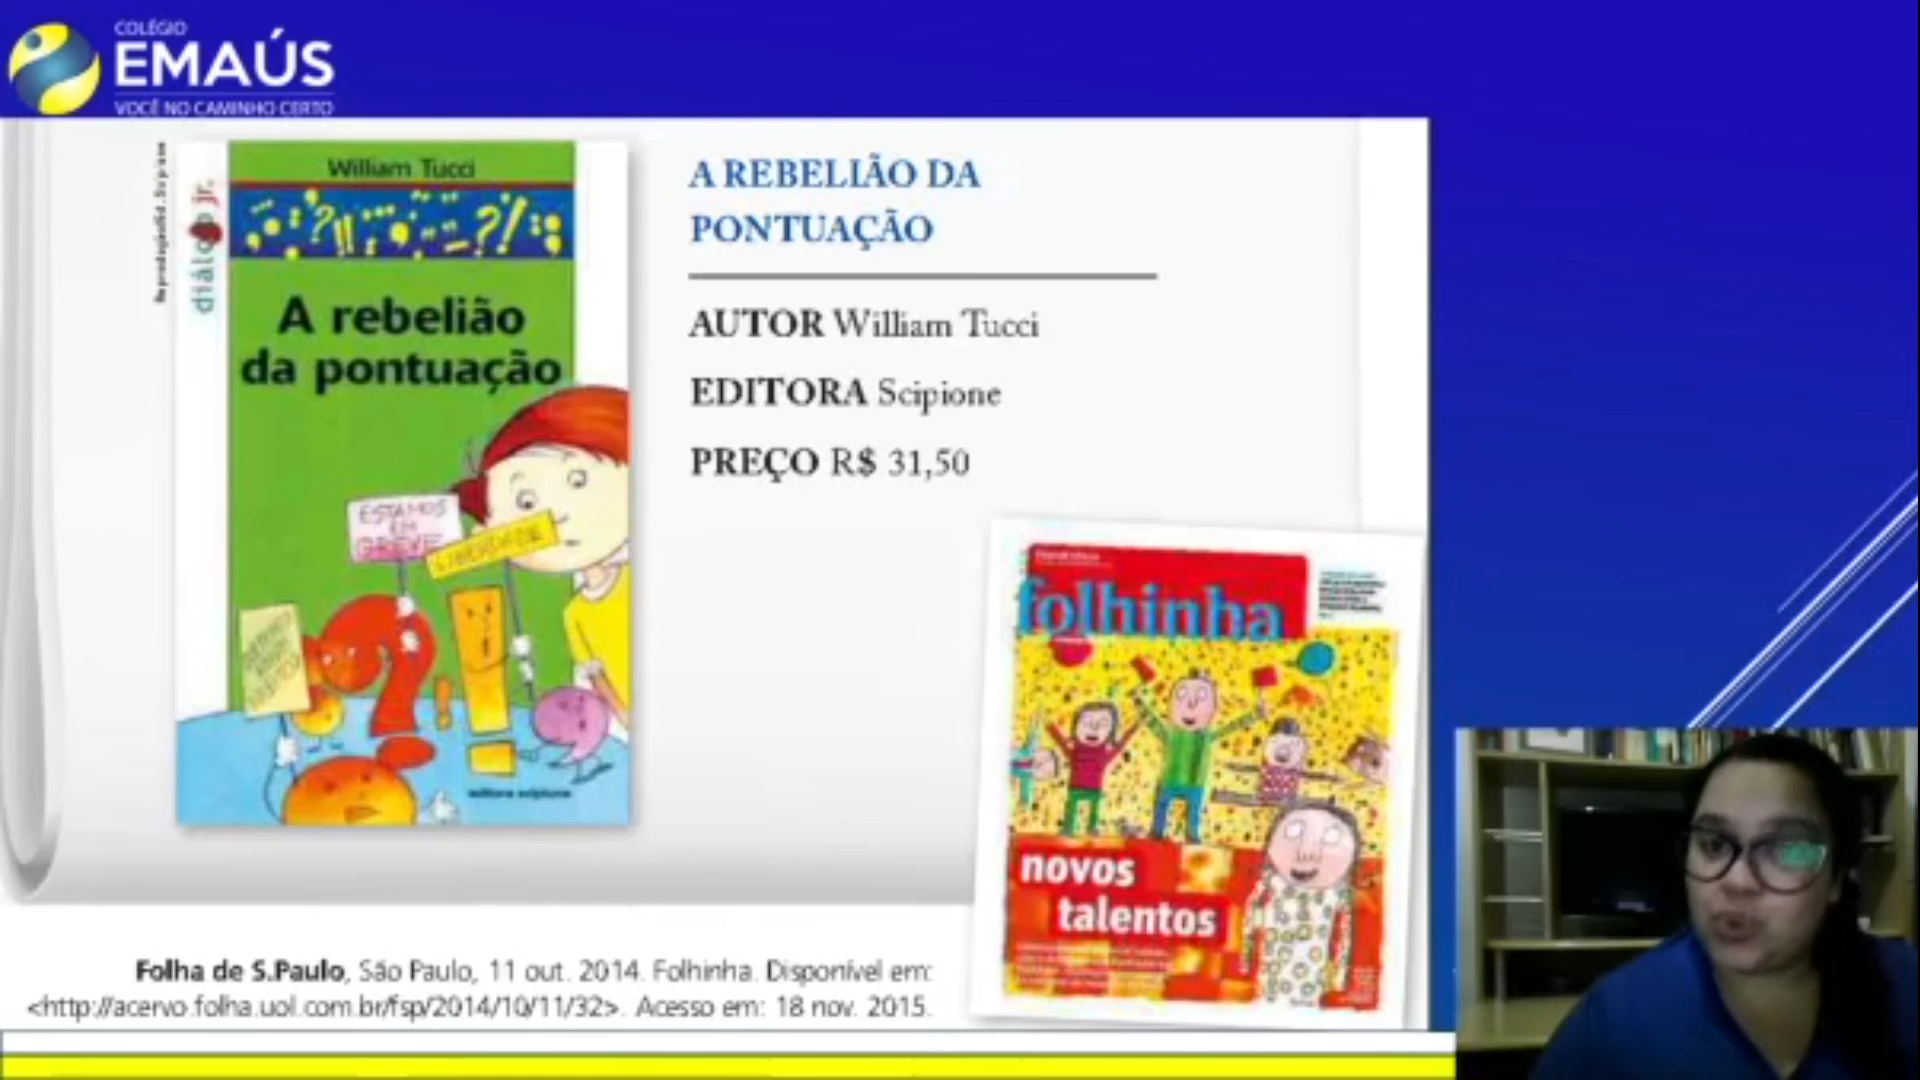 COLÉGIO
EMAÚS
VOCÊ NO CAMINHO CERTO
William Tucci
diálogo jr.
A rebelião
da pontuação
ESTAMOS
EM
GREVE
LIBERDADE
editora scipione
A REBELIÃO DA
PONTUAÇÃO
AUTOR William Tucci
EDITORA Scipione
PREÇO R$ 31,50
folhinha
novos
talentos
Folha de S.Paulo, São Paulo, 11 out. 2014. Folhinha. Disponível em:
<http://acervo.folha.uol.com.br/fsp/2014/10/11/32>. Acesso em: 18 nov. 2015.